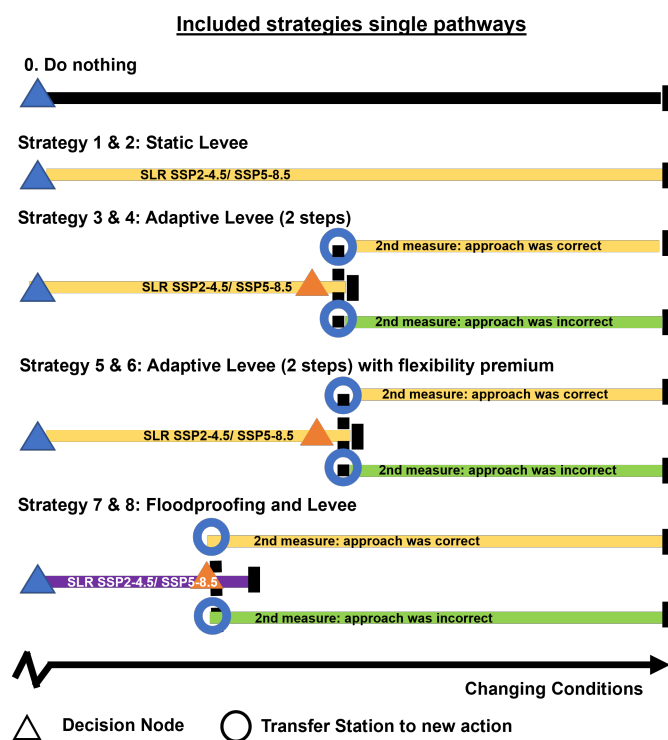 Included strategies single pathways
0. Do nothing
Strategy 1 & 2: Static Levee
SLR SSP2-4.5/ SSP5-8.5
Strategy 3 & 4: Adaptive Levee (2 steps)
2nd measure: approach was correct
SLR SSP2-4.5/ SSP5-8.5
2nd measure: approach was incorrect
Strategy 5 & 6: Adaptive Levee (2 steps) with flexibility premium
2nd measure: approach was correct
SLR SSP2-4.5/ SSP5-8.5
2nd measure: approach was incorrect
Strategy 7 & 8: Floodproofing and Levee
2nd measure: approach was correct
SLR SSP2-4.5/ SSP5-8.5
2nd measure: approach was incorrect
Changing Conditions
Decision Node
Transfer Station to new action